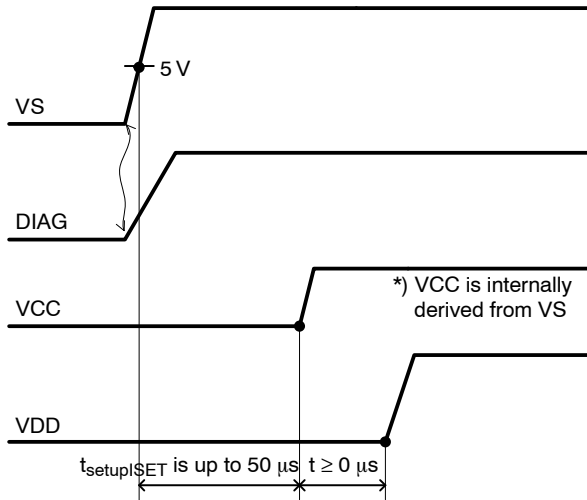 5 V
VS
DIAG
*) VCC is internally
derived from VS
VCC
VDD
tsetupISET is up to 50 μs
t ≥ 0 μs